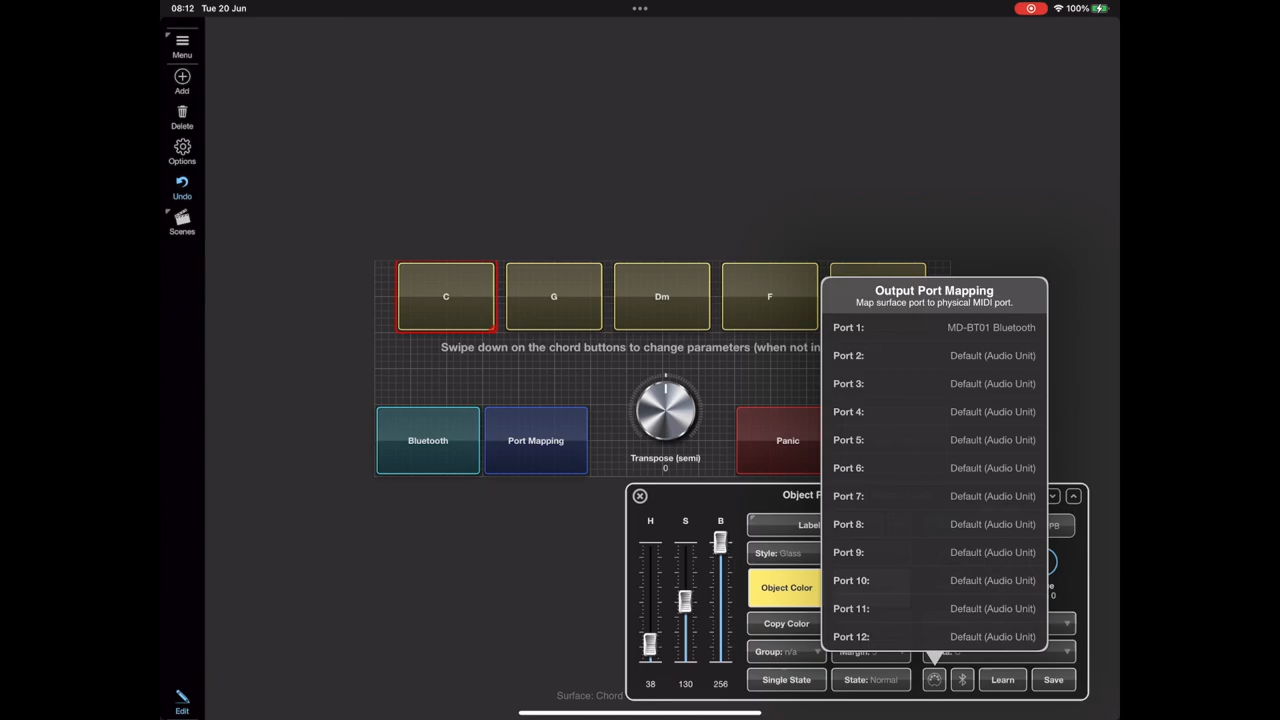 08:12 Tue 20 Jun
100%
Menu
Add
Delete
Options
Undo
Scenes
C
G
Dm
F
Swipe down on the chord buttons to change parameters (when not in
Bluetooth
Port Mapping
Transpose (semi)
0
Panic
Output Port Mapping
Map surface port to physical MIDI port.
Port 1: MD-BT01 Bluetooth
Port 2: Default (Audio Unit)
Port 3: Default (Audio Unit)
Port 4: Default (Audio Unit)
Port 5: Default (Audio Unit)
Port 6: Default (Audio Unit)
Port 7: Default (Audio Unit)
Port 8: Default (Audio Unit)
Port 9: Default (Audio Unit)
Port 10: Default (Audio Unit)
Port 11: Default (Audio Unit)
Port 12: Default (Audio Unit)
Object
H S B
Label
PB
Style: Glass
Object Color
0
Copy Color
Group: n/a
38 130 256
Single State
State: Normal
Learn
Save
Surface: Chord
Edit